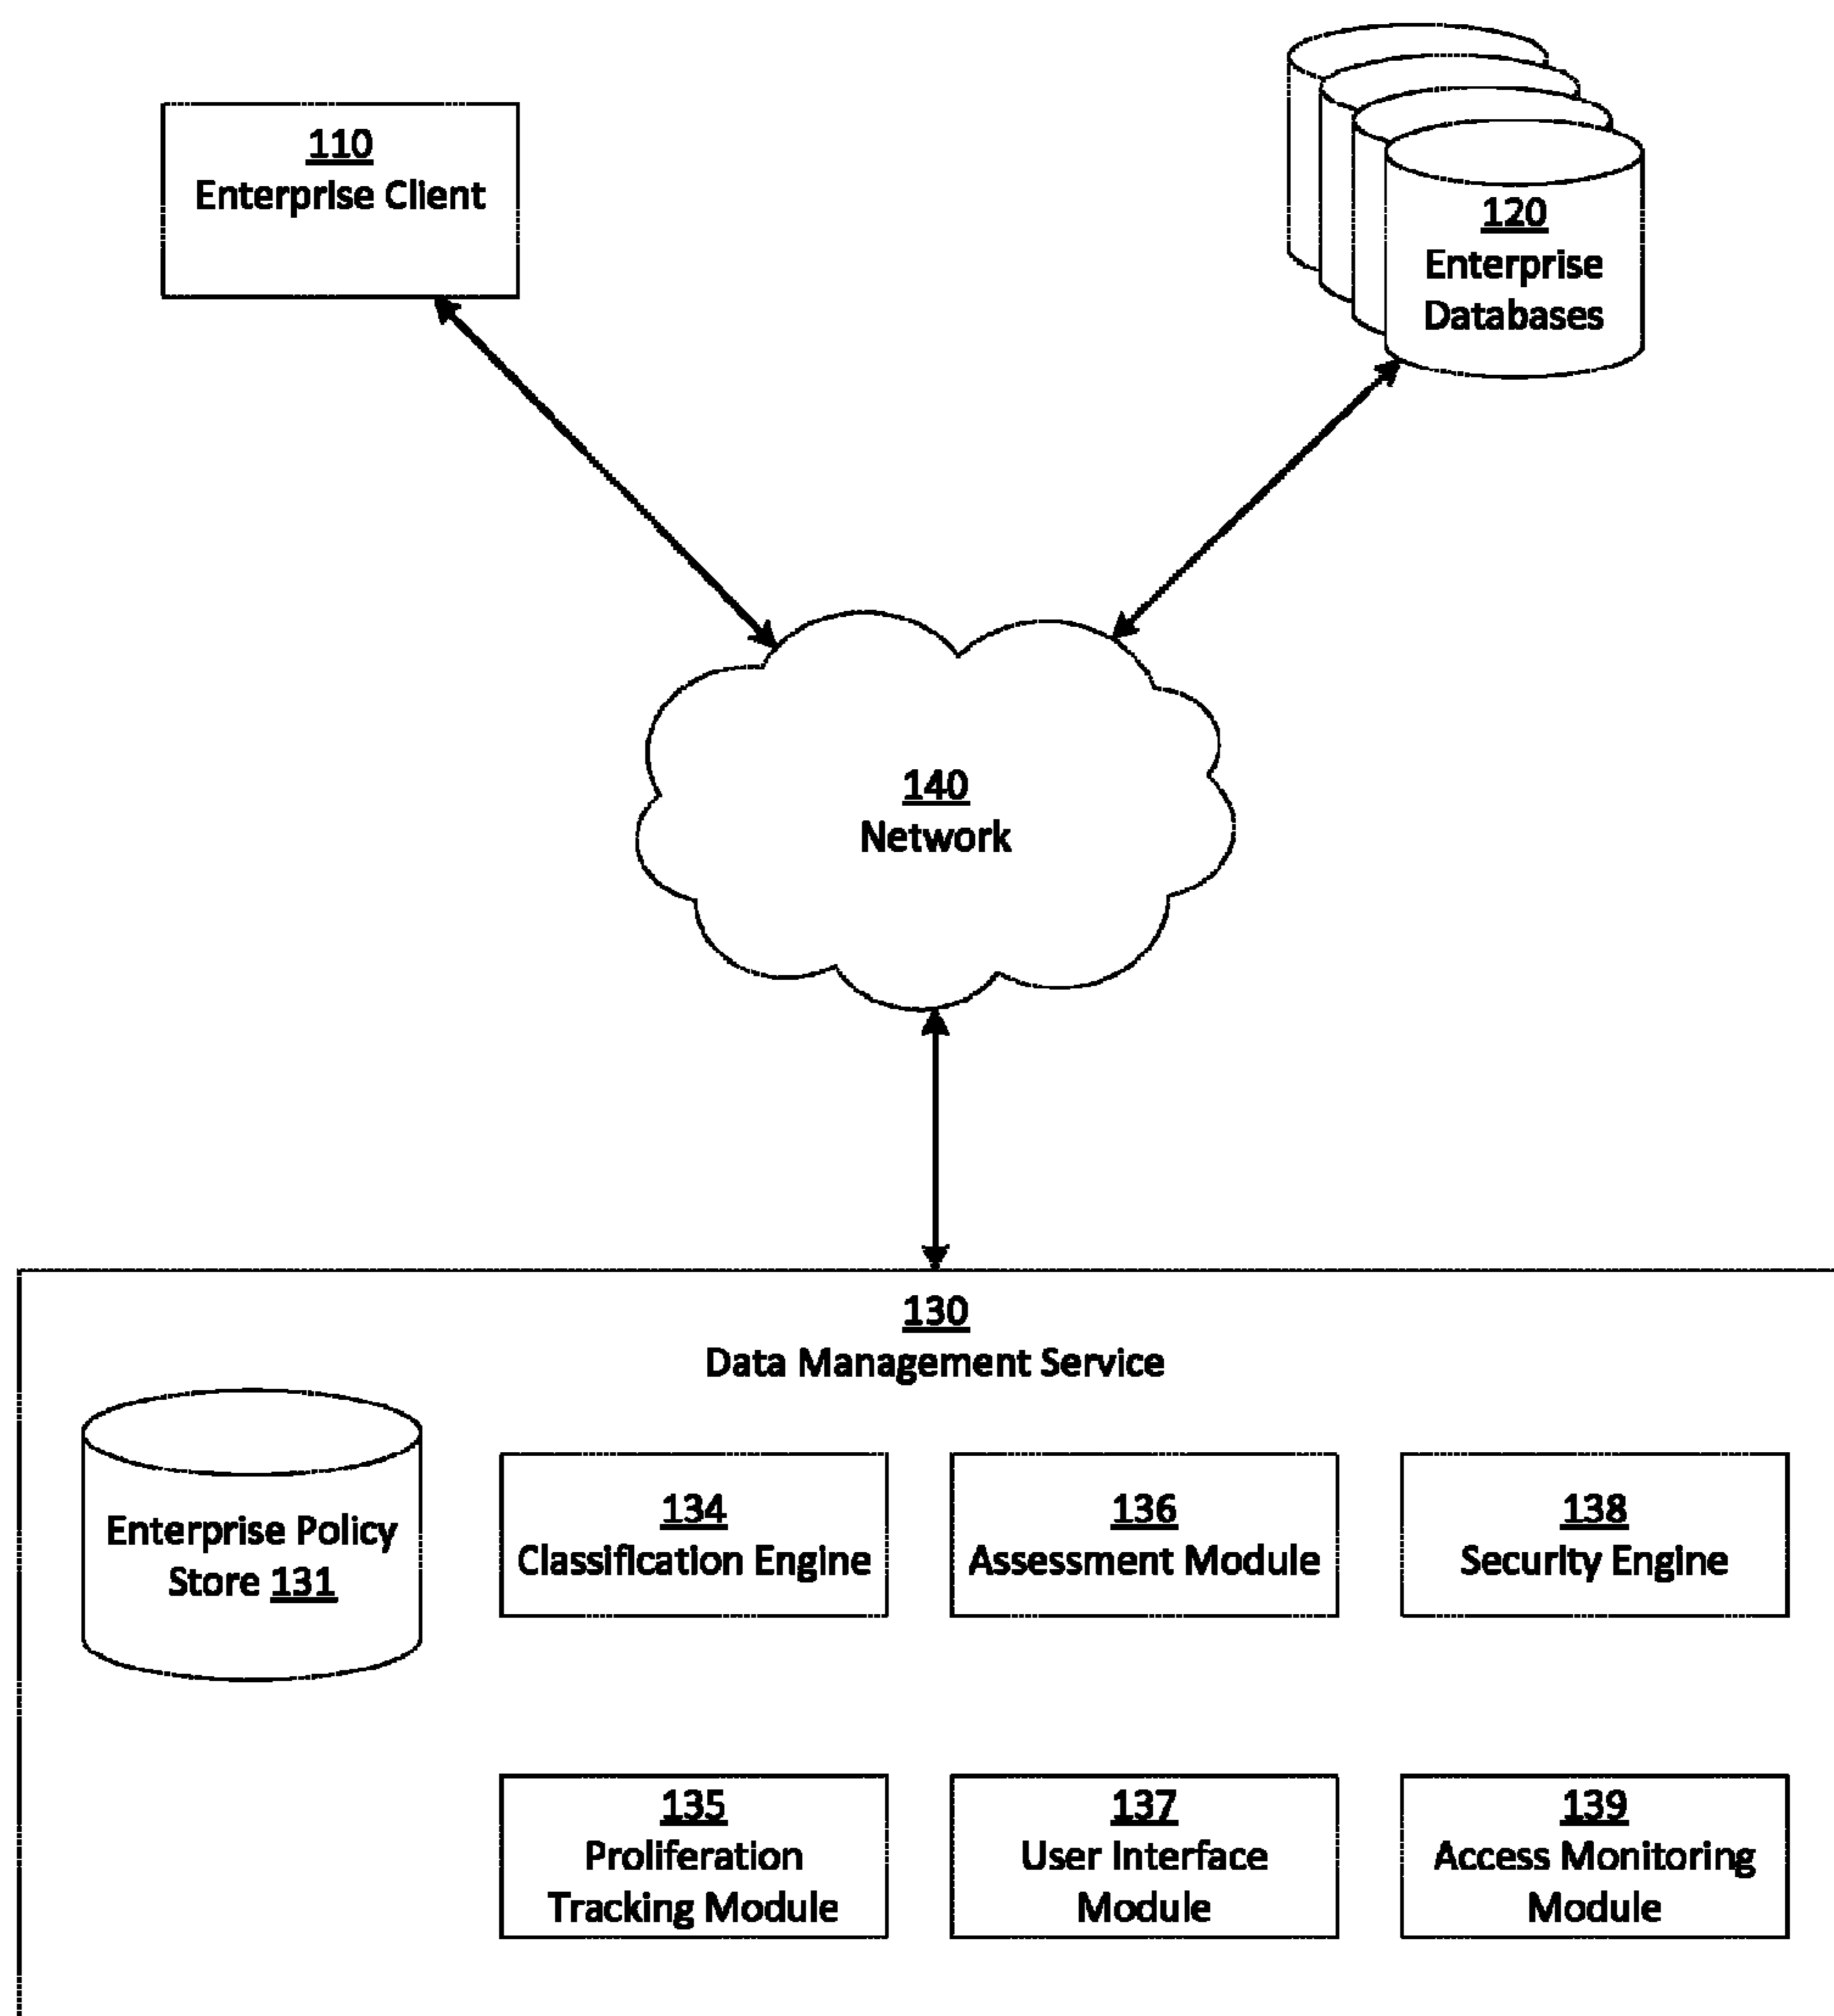 110
Enterprise Client
120
Enterprise
Databases
140
Network
130
Data Management Service
Enterprise Policy
Store 131
134
Classification Engine
136
Assessment Module
138
Security Engine
135
Proliferation
Tracking Module
137
User Interface
Module
139
Access Monitoring
Module